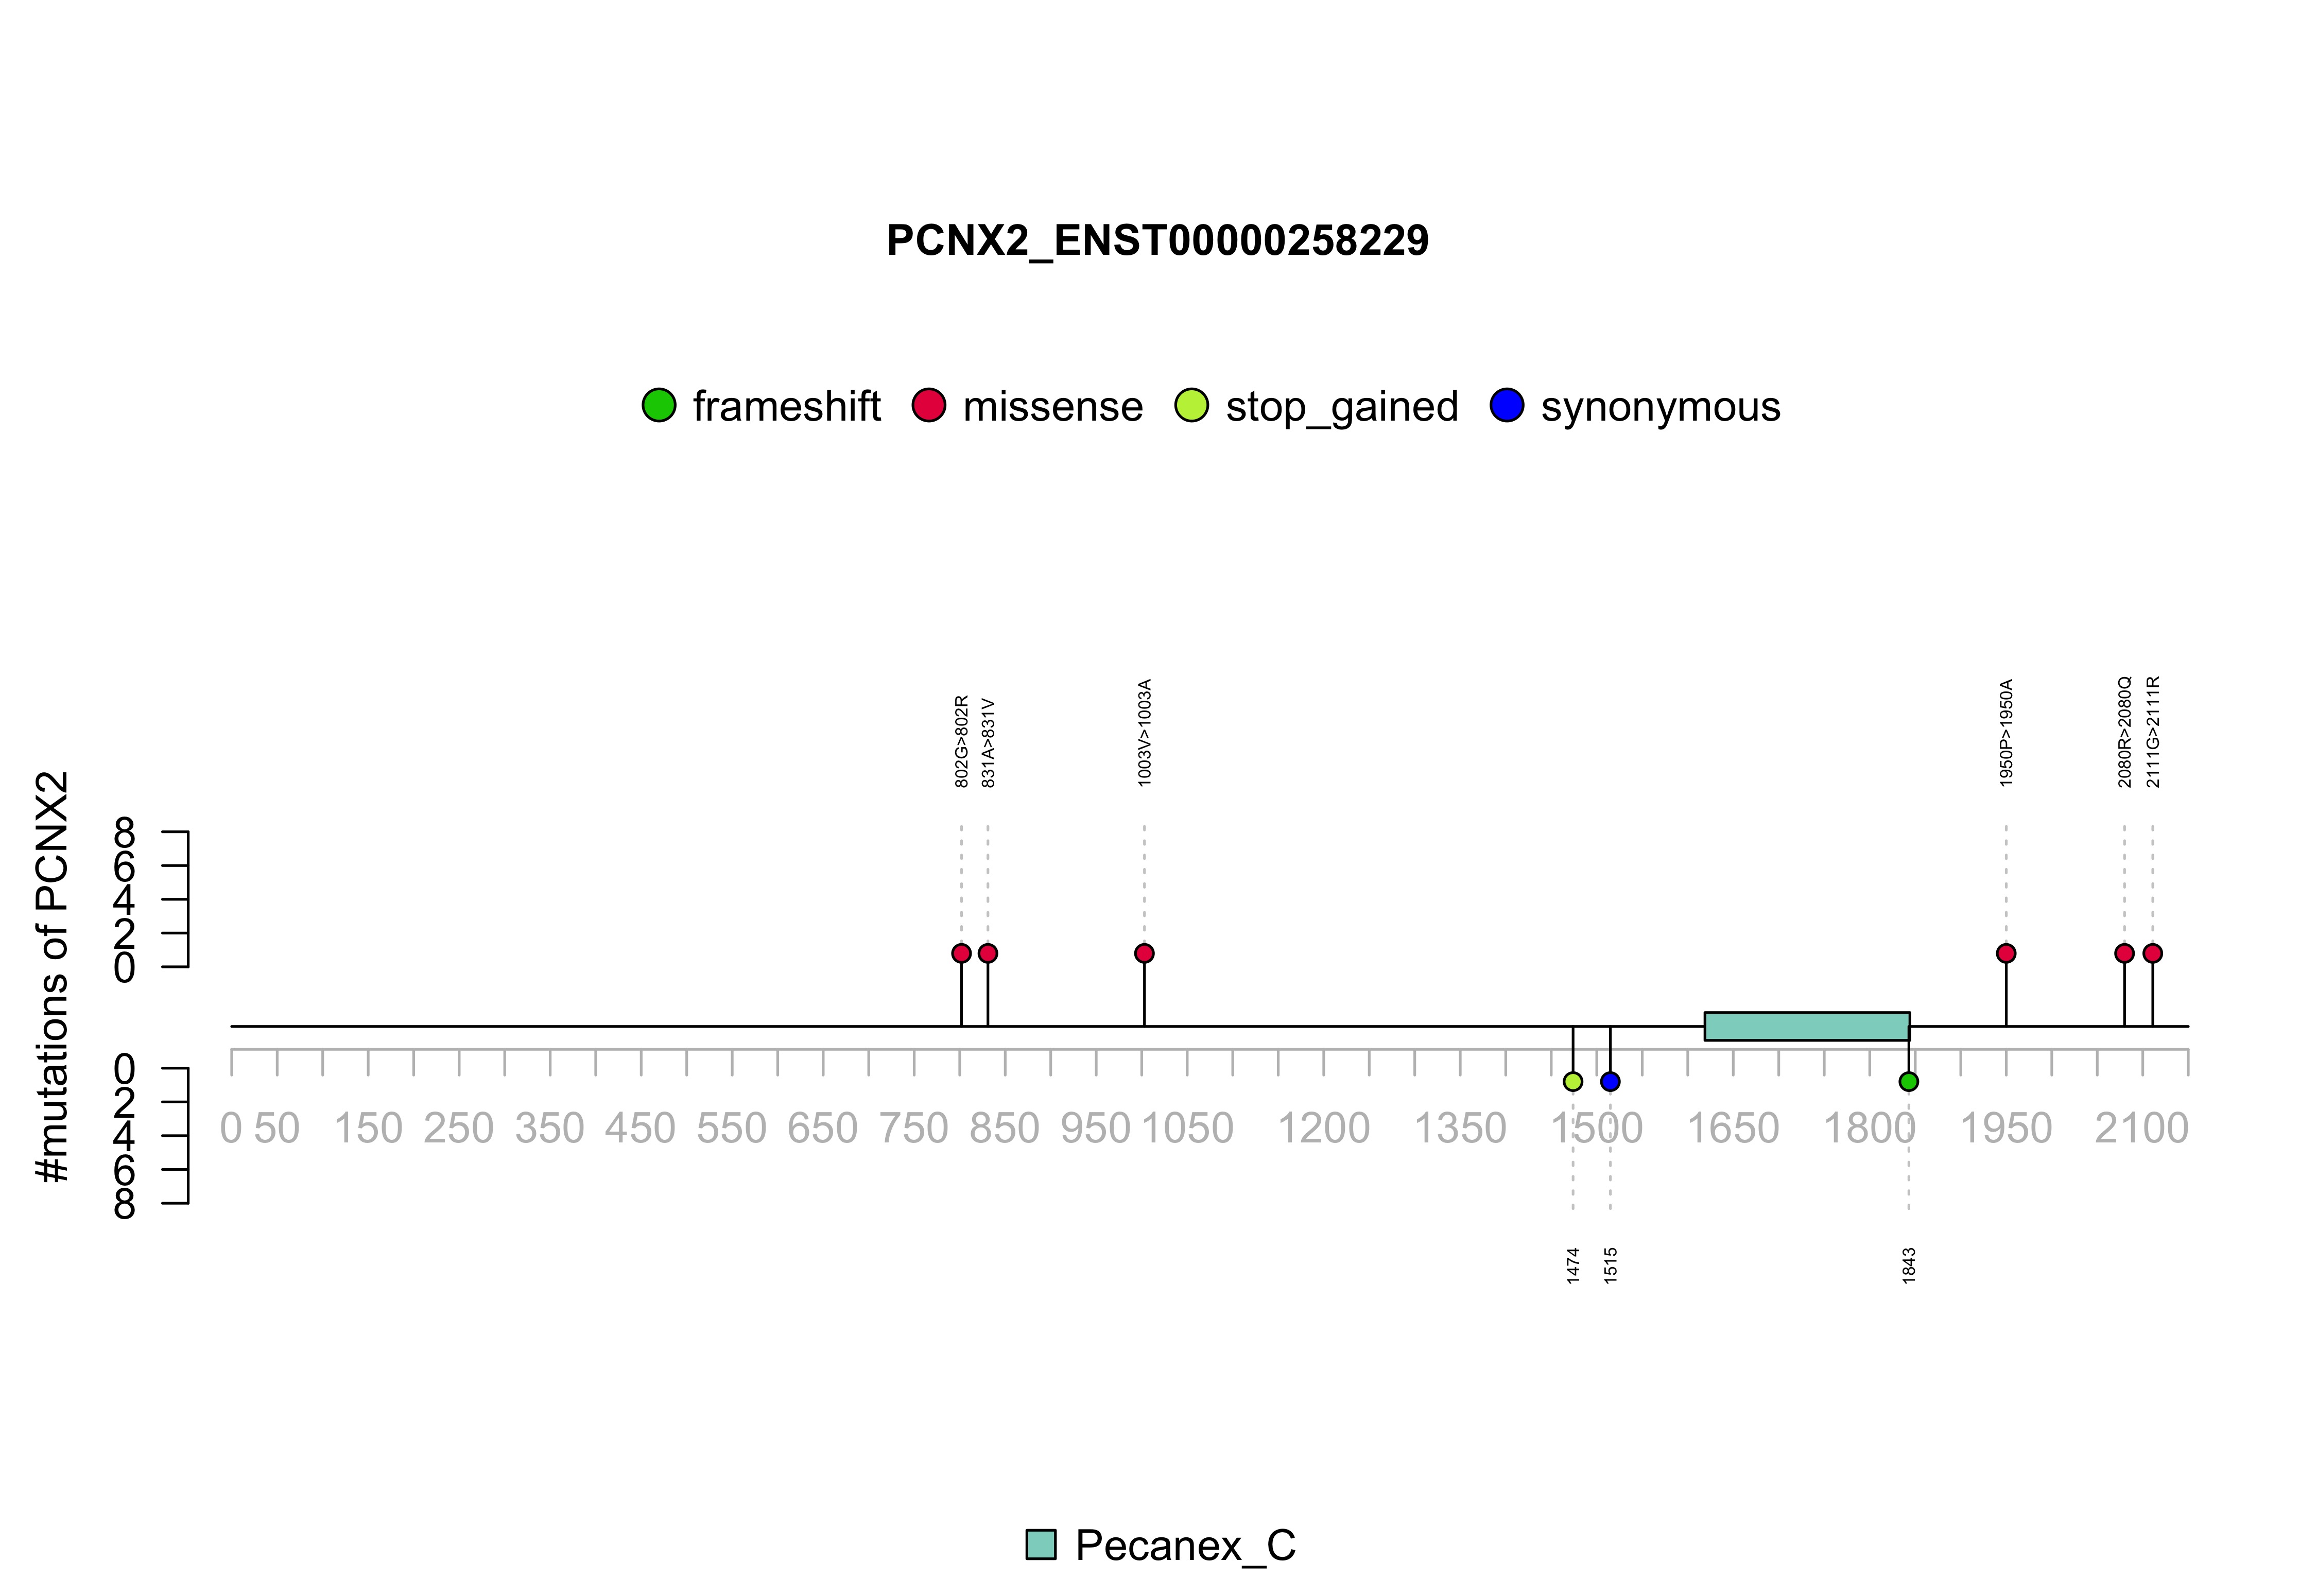 PCNX2_ENST00000258229
frameshift missense stop_gained synonymous
802G>802R
831A>831V
1003V>1003A
1950P>1950A
2080R>2080Q
2111G>2111R
#mutations of PCNX2
8
6
4
2
0
0
2
4
6
8
0 50 150 250 350 450 550 650 750 850 950 1050 1200 1350 1500 1650 1800 1950 2100
1474
1515
1843
Pecanex_C